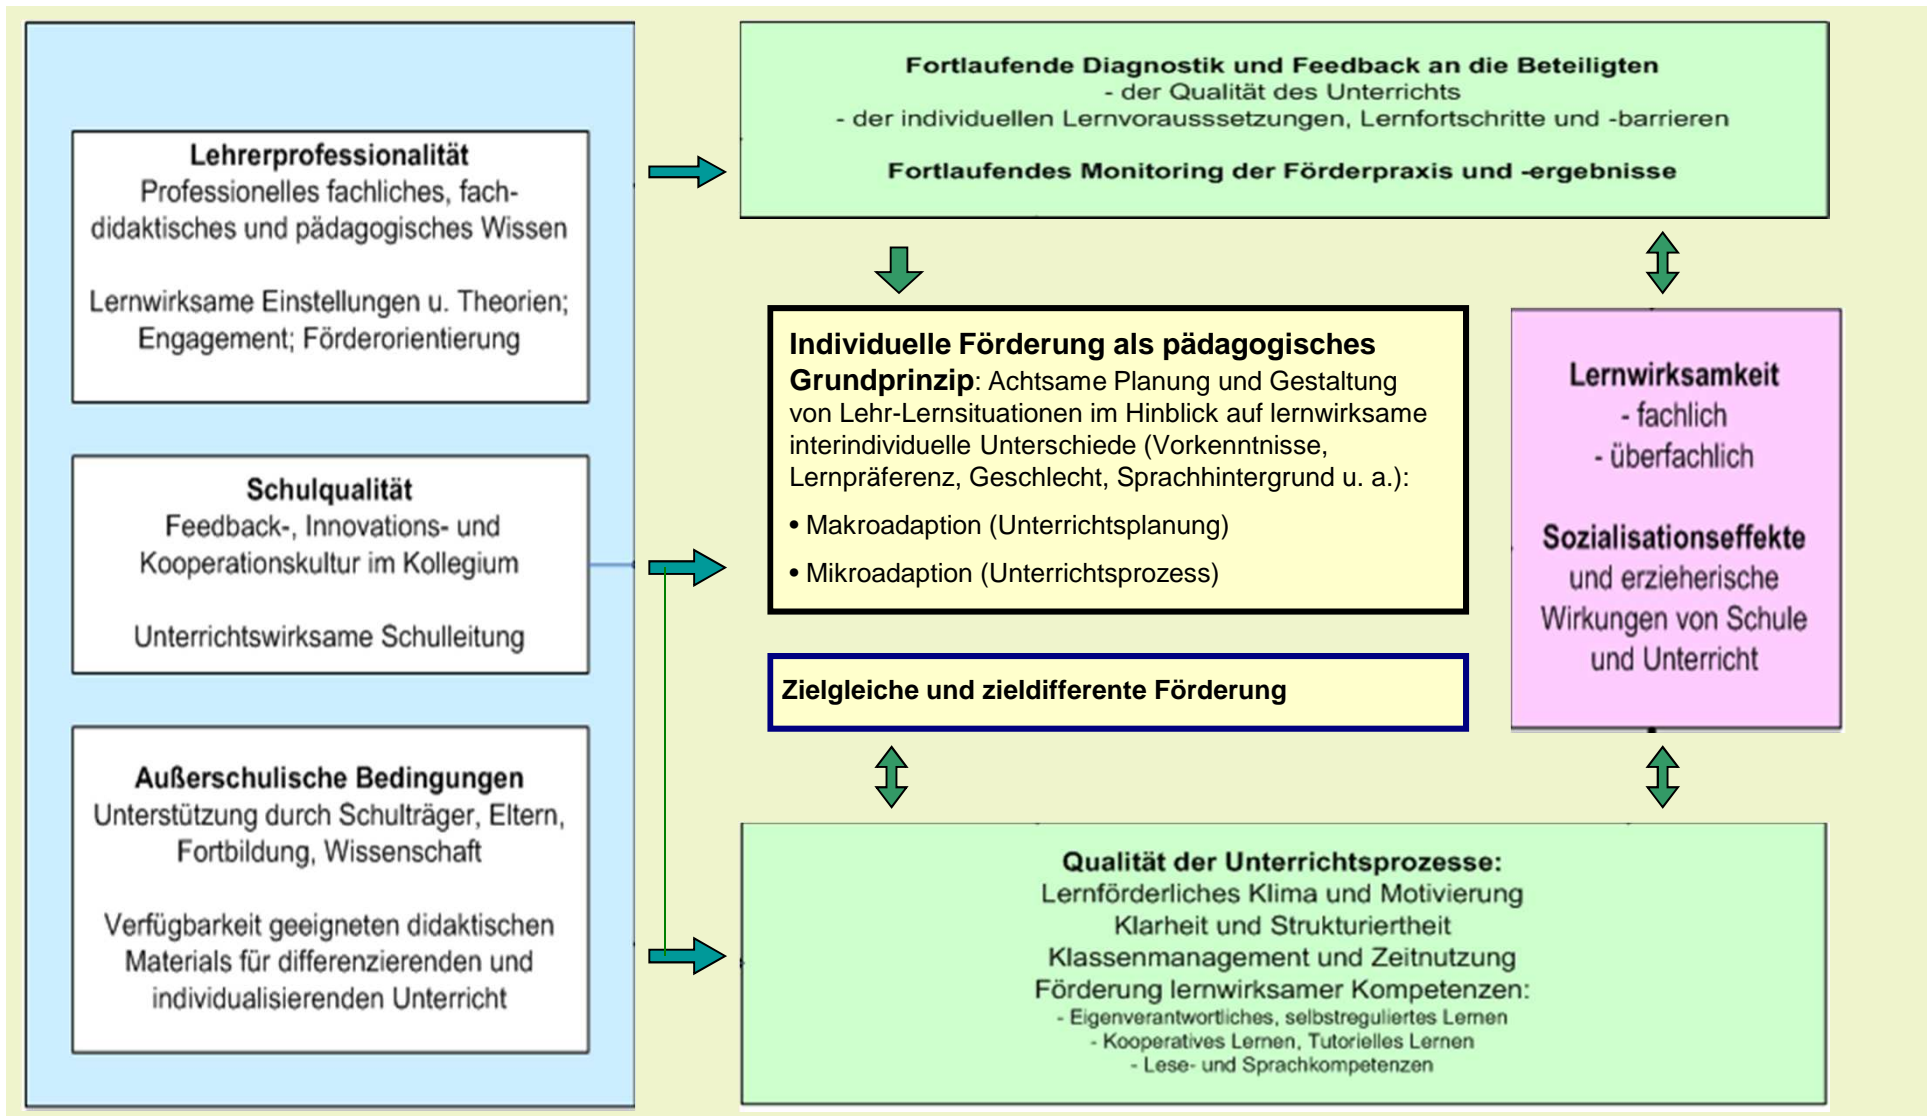 Lehrerprofessionalität
Professionelles fachliches, fach-
didaktisches und pädagogisches Wissen
Lernwirksame Einstellungen u. Theorien;
Engagement; Förderorientierung
Schulqualität
Feedback-, Innovations- und
Kooperationskultur im Kollegium
Unterrichtswirksame Schulleitung
Außerschulische Bedingungen
Unterstützung durch Schulträger, Eltern,
Fortbildung, Wissenschaft
Verfügbarkeit geeigneten didaktischen
Materials für differenzierenden und
individualisierenden Unterricht
Fortlaufende Diagnostik und Feedback an die Beteiligten
- der Qualität des Unterrichts
- der individuellen Lernvorausssetzungen, Lernfortschritte und -barrieren
Fortlaufendes Monitoring der Förderpraxis und -ergebnisse
Individuelle Förderung als pädagogisches
Grundprinzip: Achtsame Planung und Gestaltung
von Lehr-Lernsituationen im Hinblick auf lernwirksame
interindividuelle Unterschiede (Vorkenntnisse,
Lernpräferenz, Geschlecht, Sprachhintergrund u. a.):
• Makroadaption (Unterrichtsplanung)
• Mikroadaption (Unterrichtsprozess)
Zielgleiche und zieldifferente Förderung
Lernwirksamkeit
- fachlich
- überfachlich
Sozialisationseffekte
und erzieherische
Wirkungen von Schule
und Unterricht
Qualität der Unterrichtsprozesse:
Lernförderliches Klima und Motivierung
Klarheit und Strukturiertheit
Klassenmanagement und Zeitnutzung
Förderung lernwirksamer Kompetenzen:
- Eigenverantwortliches, selbstreguliertes Lernen
- Kooperatives Lernen, Tutorielles Lernen
- Lese- und Sprachkompetenzen